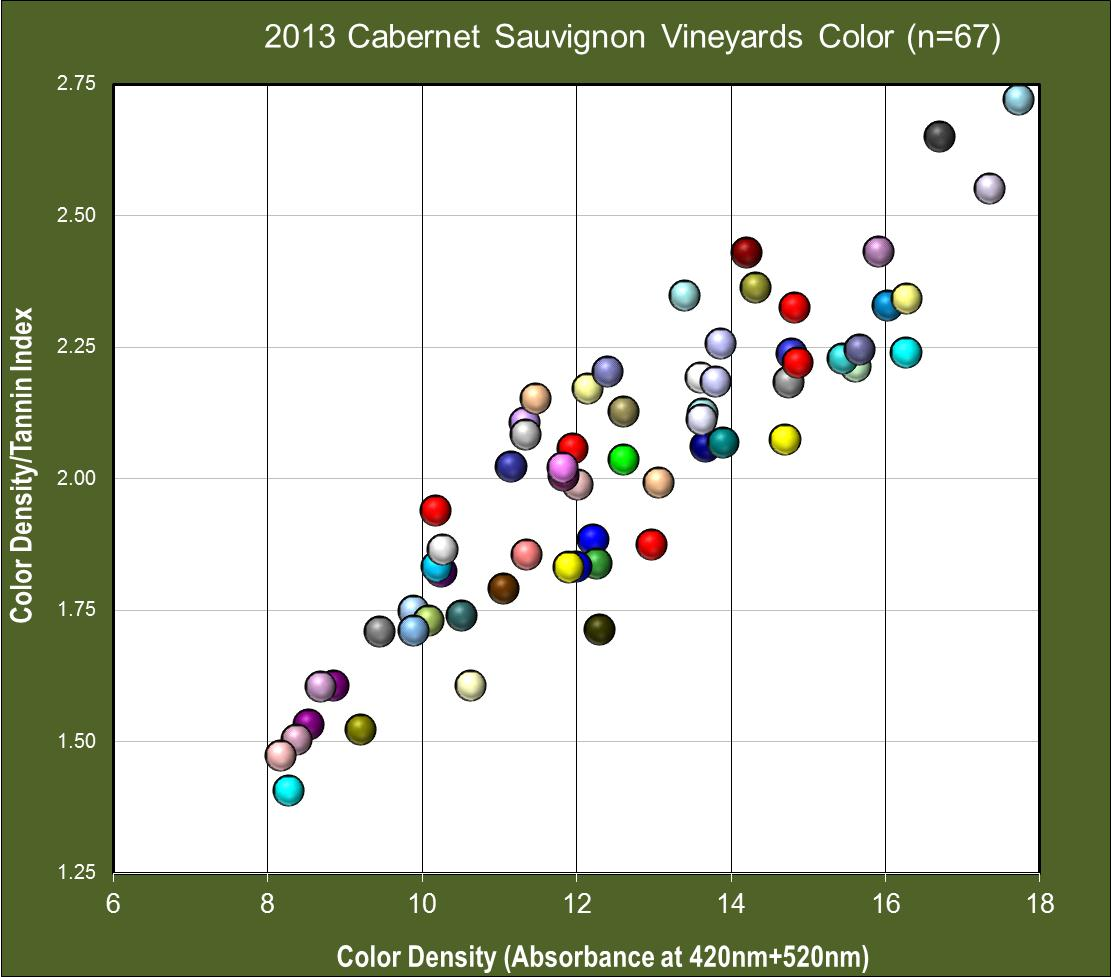 2013 Cabernet Sauvignon Vineyards Color (n=67)
2.75
2.50
2.25
2.00
1.75
1.50
1.25
Color Density/Tannin Index
6 8 10 12 14 16 18
Color Density (Absorbance at 420nm+520nm)